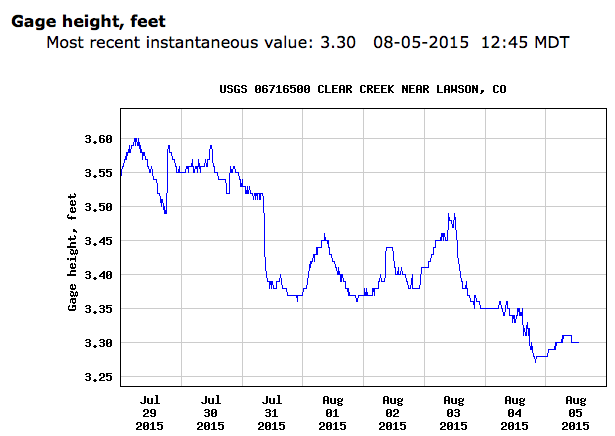 Gage height, feet
Most recent instantaneous value: 3.30 08-05-2015 12:45 MDT
USGS 06716500 CLEAR CREEK NEAR LAWSON, CO
Gage height, feet
3.60
3.55
3.50
3.45
3.40
3.35
3.30
3.25
Jul Jul Jul Aug Aug Aug Aug Aug
29 30 31 01 02 03 04 05
2015 2015 2015 2015 2015 2015 2015 2015